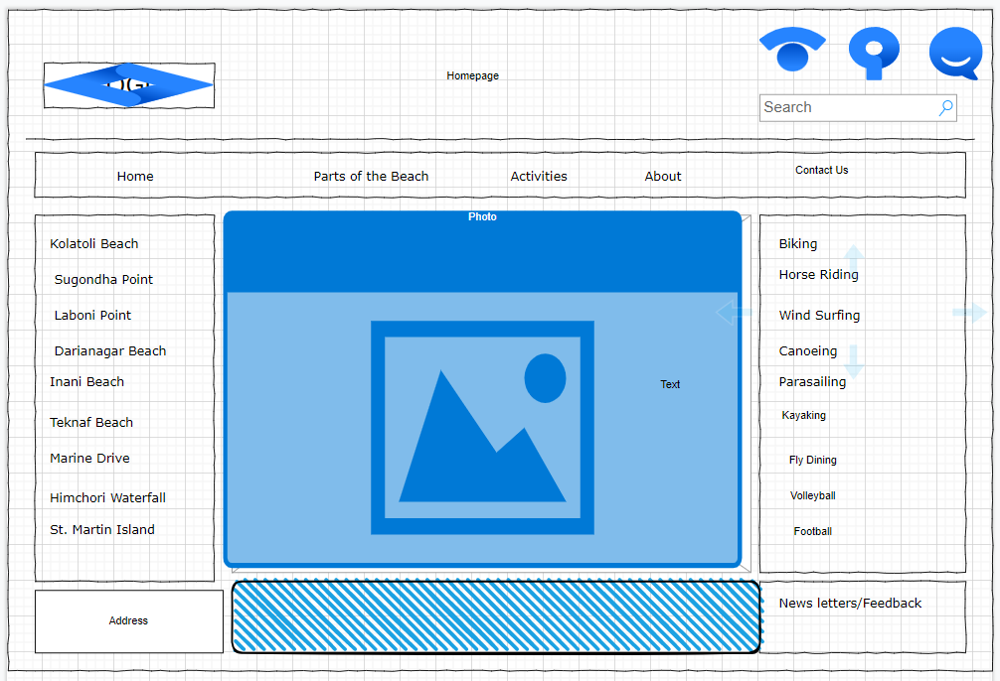 Homepage
Search
Home
Parts of the Beach
Activities
About
Contact Us
Kolatoli Beach
Sugondha Point
Laboni Point
Darianagar Beach
Inani Beach
Teknaf Beach
Marine Drive
Himchori Waterfall
St. Martin Island
Photo
Text
Biking
Horse Riding
Wind Surfing
Canoeing
Parasailing
Kayaking
Fly Dining
Volleyball
Football
Address
News letters/Feedback